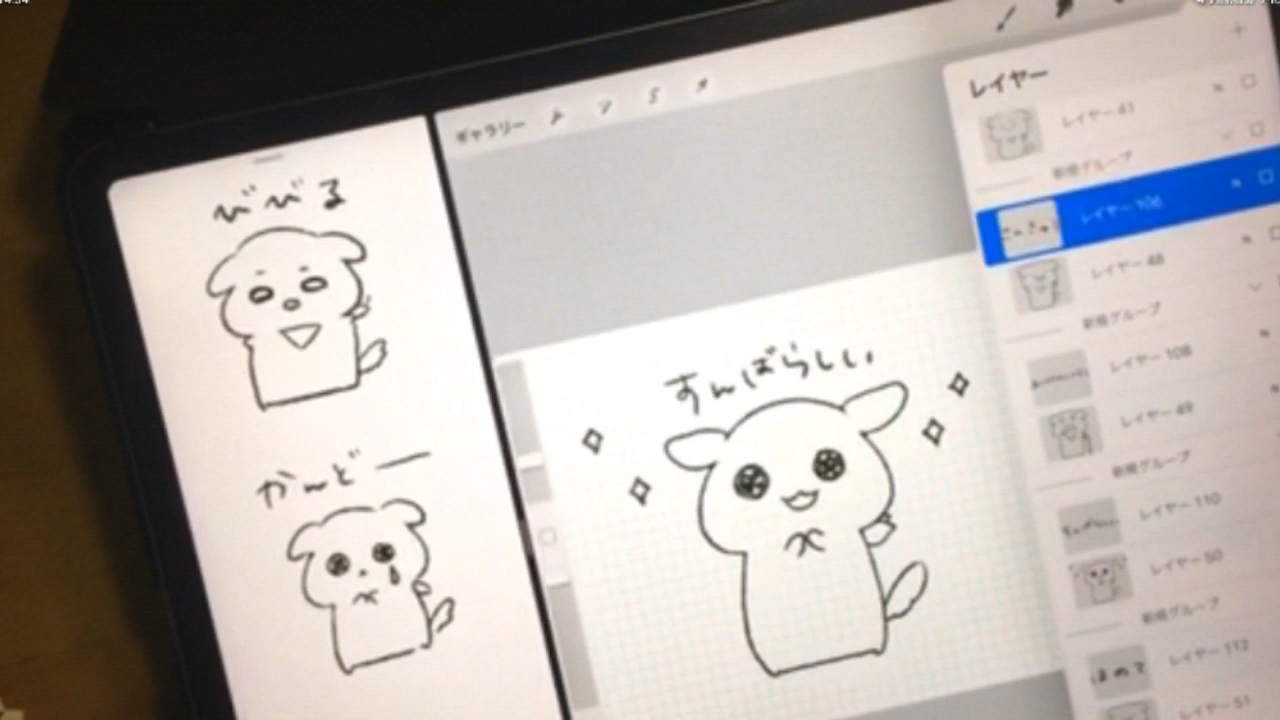 びびる
かんどー
ギャラリー
すんばらしい
レイヤー
レイヤー 41
新規グループ
レイヤー 106
レイヤー 48
新規グループ
レイヤー 108
レイヤー 49
新規グループ
レイヤー 110
レイヤー 50
新規グループ
レイヤー 112
ほのて
レイヤー 51